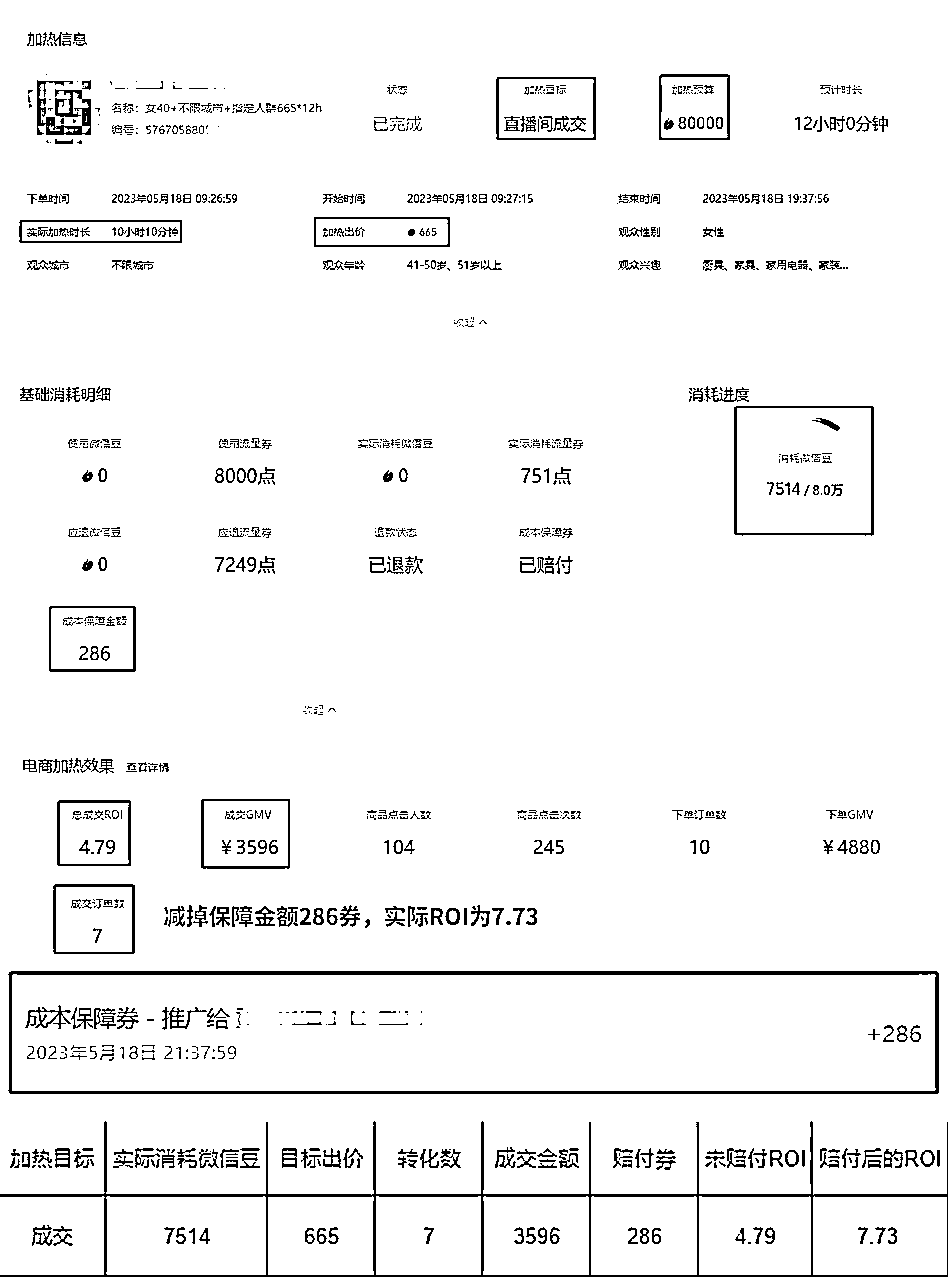 加热信息
名称：女40+不限城市+指定人群665*12h
编号：576705880
状态 加热目标 加热预算 预计时长
已完成 直播间成交 80000 12小时0分钟
下单时间 2023年05月18日 09:26:59 开始时间 2023年05月18日 09:27:15 结束时间 2023年05月18日 19:37:56
实际加热时长 10小时10分钟 加热出价 665 观众性别 女性
观众城市 不限城市 观众年龄 41-50岁、51岁以上 观众兴趣 厨具、家具、家用电器、家装...
收起
基础消耗明细 消耗进度
使用微信豆 使用流量券 实际消耗微信豆 实际消耗流量券
0 8000点 0 751点
消耗微信豆
7514 / 8.0万
应退微信豆 应退流量券 退款状态 成本保障券
0 7249点 已退款 已赔付
成本保障金额
286
收起
电商加热效果 查看详情
总成交ROI 成交GMV 商品点击人数 商品点击次数 下单订单数 下单GMV
4.79 ￥3596 104 245 10 ￥4880
成交订单数
7
减掉保障金额286券，实际ROI为7.73
成本保障券 - 推广给
2023年5月18日 21:37:59
+286
加热目标 实际消耗微信豆 目标出价 转化数 成交金额 赔付券 未赔付ROI 赔付后的ROI
成交 7514 665 7 3596 286 4.79 7.73